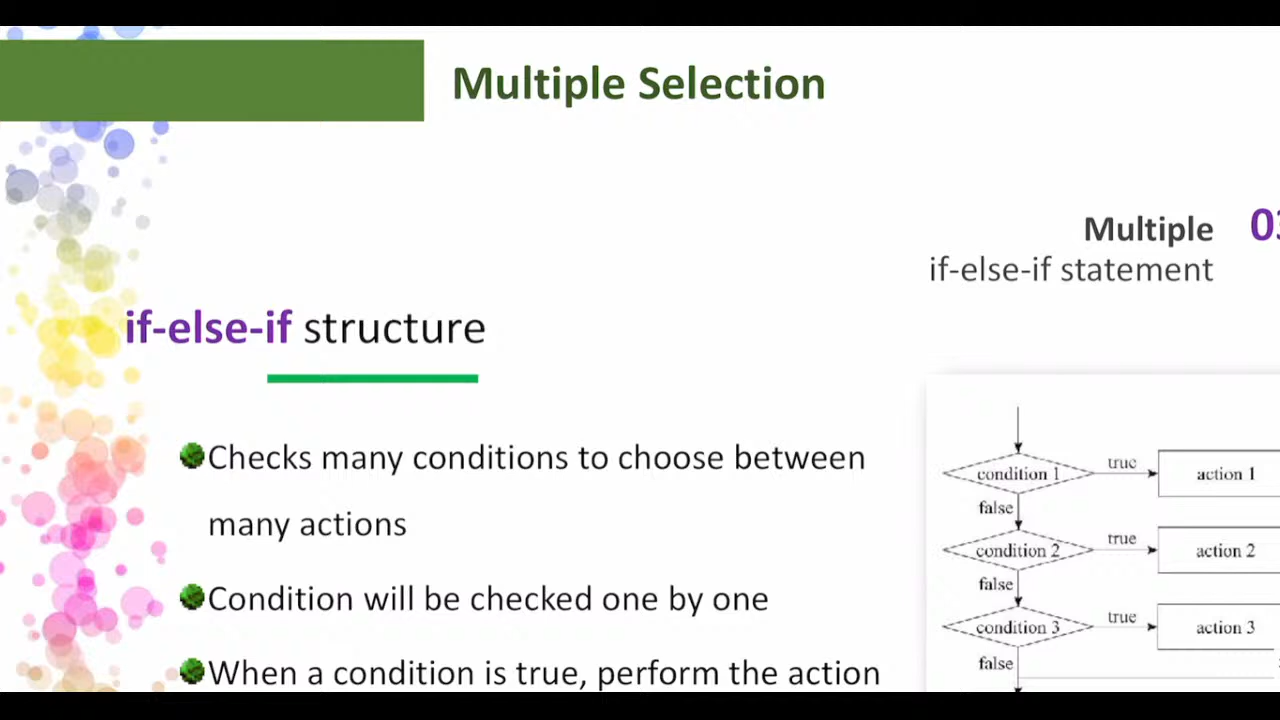 Multiple Selection
Multiple
if-else-if statement
if-else-if structure
Checks many conditions to choose between
many actions
Condition will be checked one by one
When a condition is true, perform the action
condition 1
true
action 1
false
condition 2
true
action 2
false
condition 3
true
action 3
false